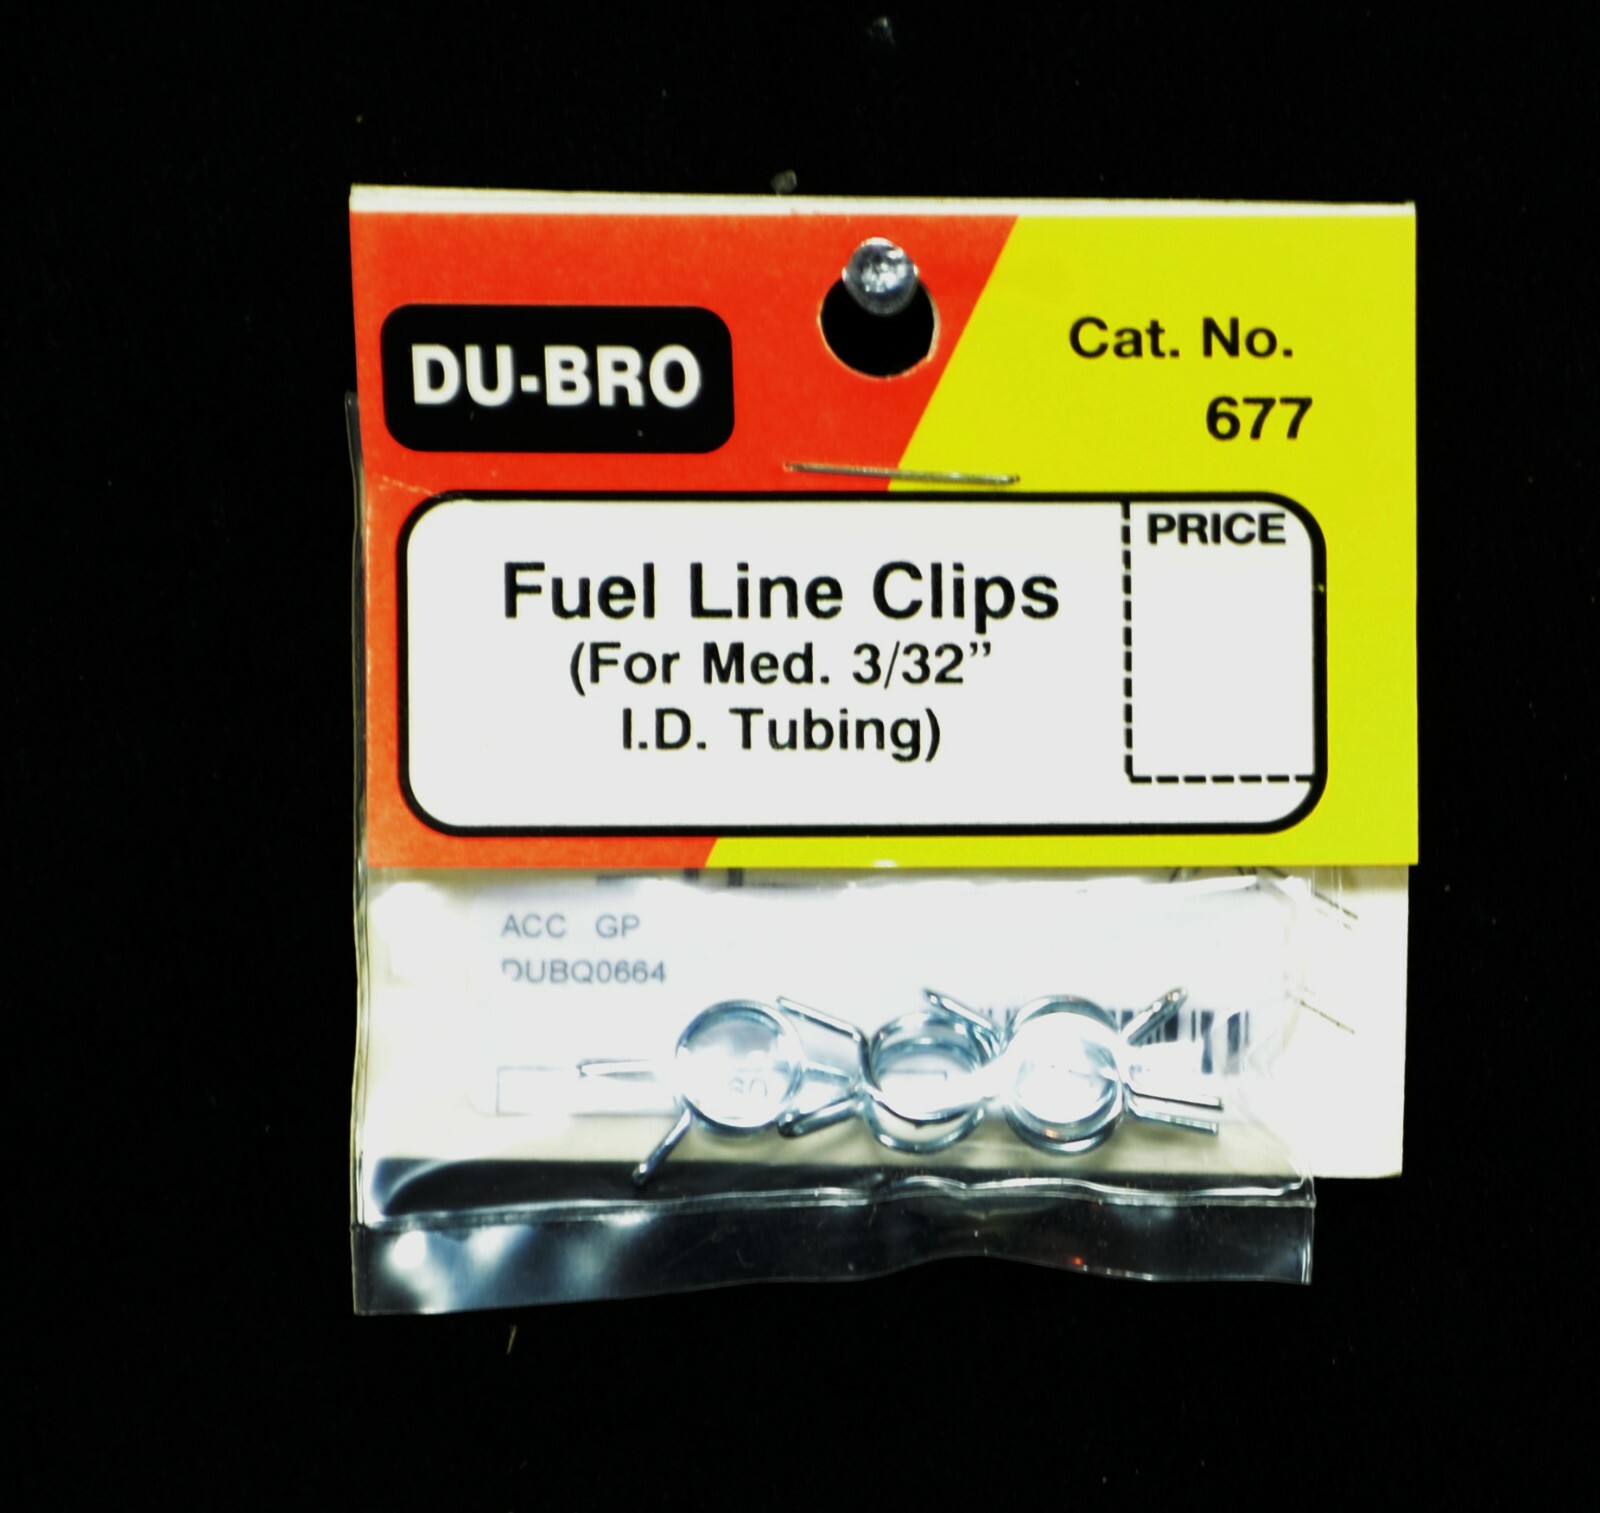 DU-BRO
Cat. No.
677
PRICE
Fuel Line Clips
(For Med. 3/32”
I.D. Tubing)
ACC GP
DUBQ0664